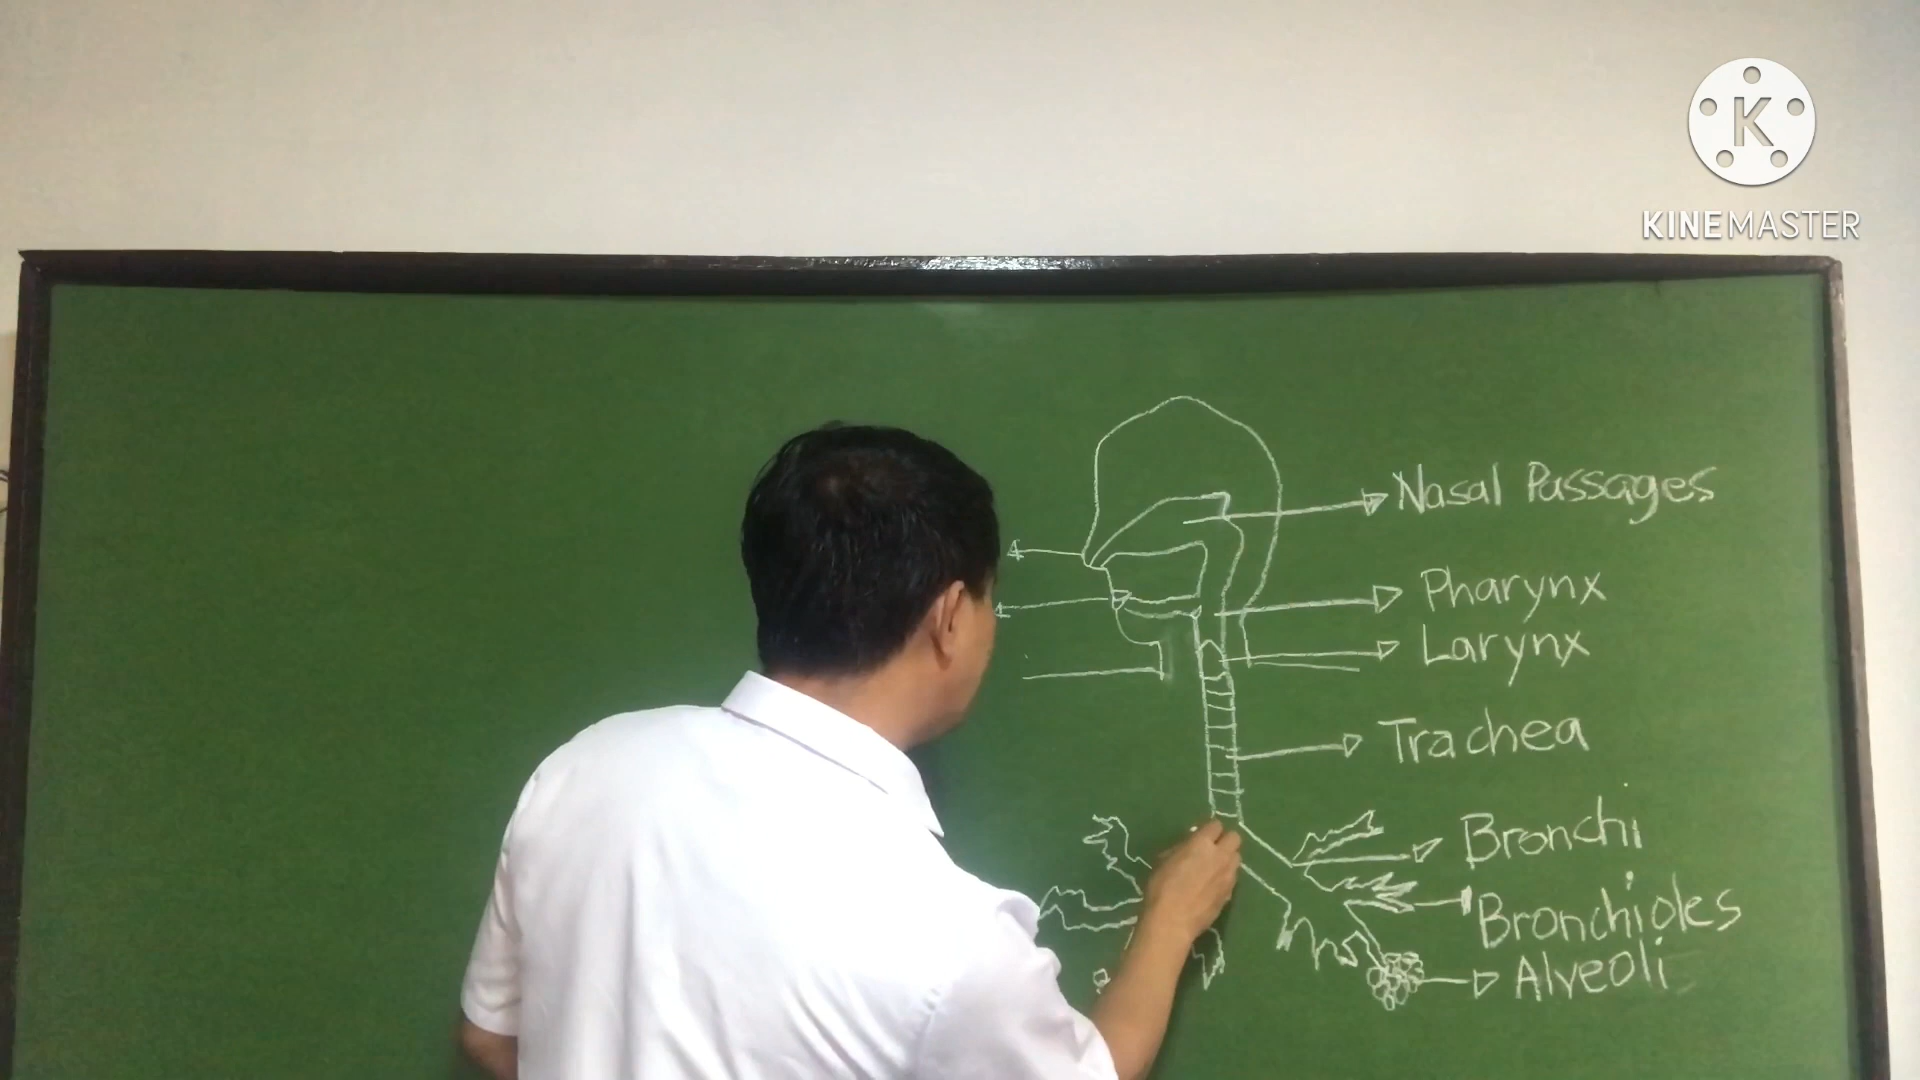 K
KINEMASTER
Nasal Passages
Pharynx
Larynx
Trachea
Bronchi
Bronchioles
Alveoli